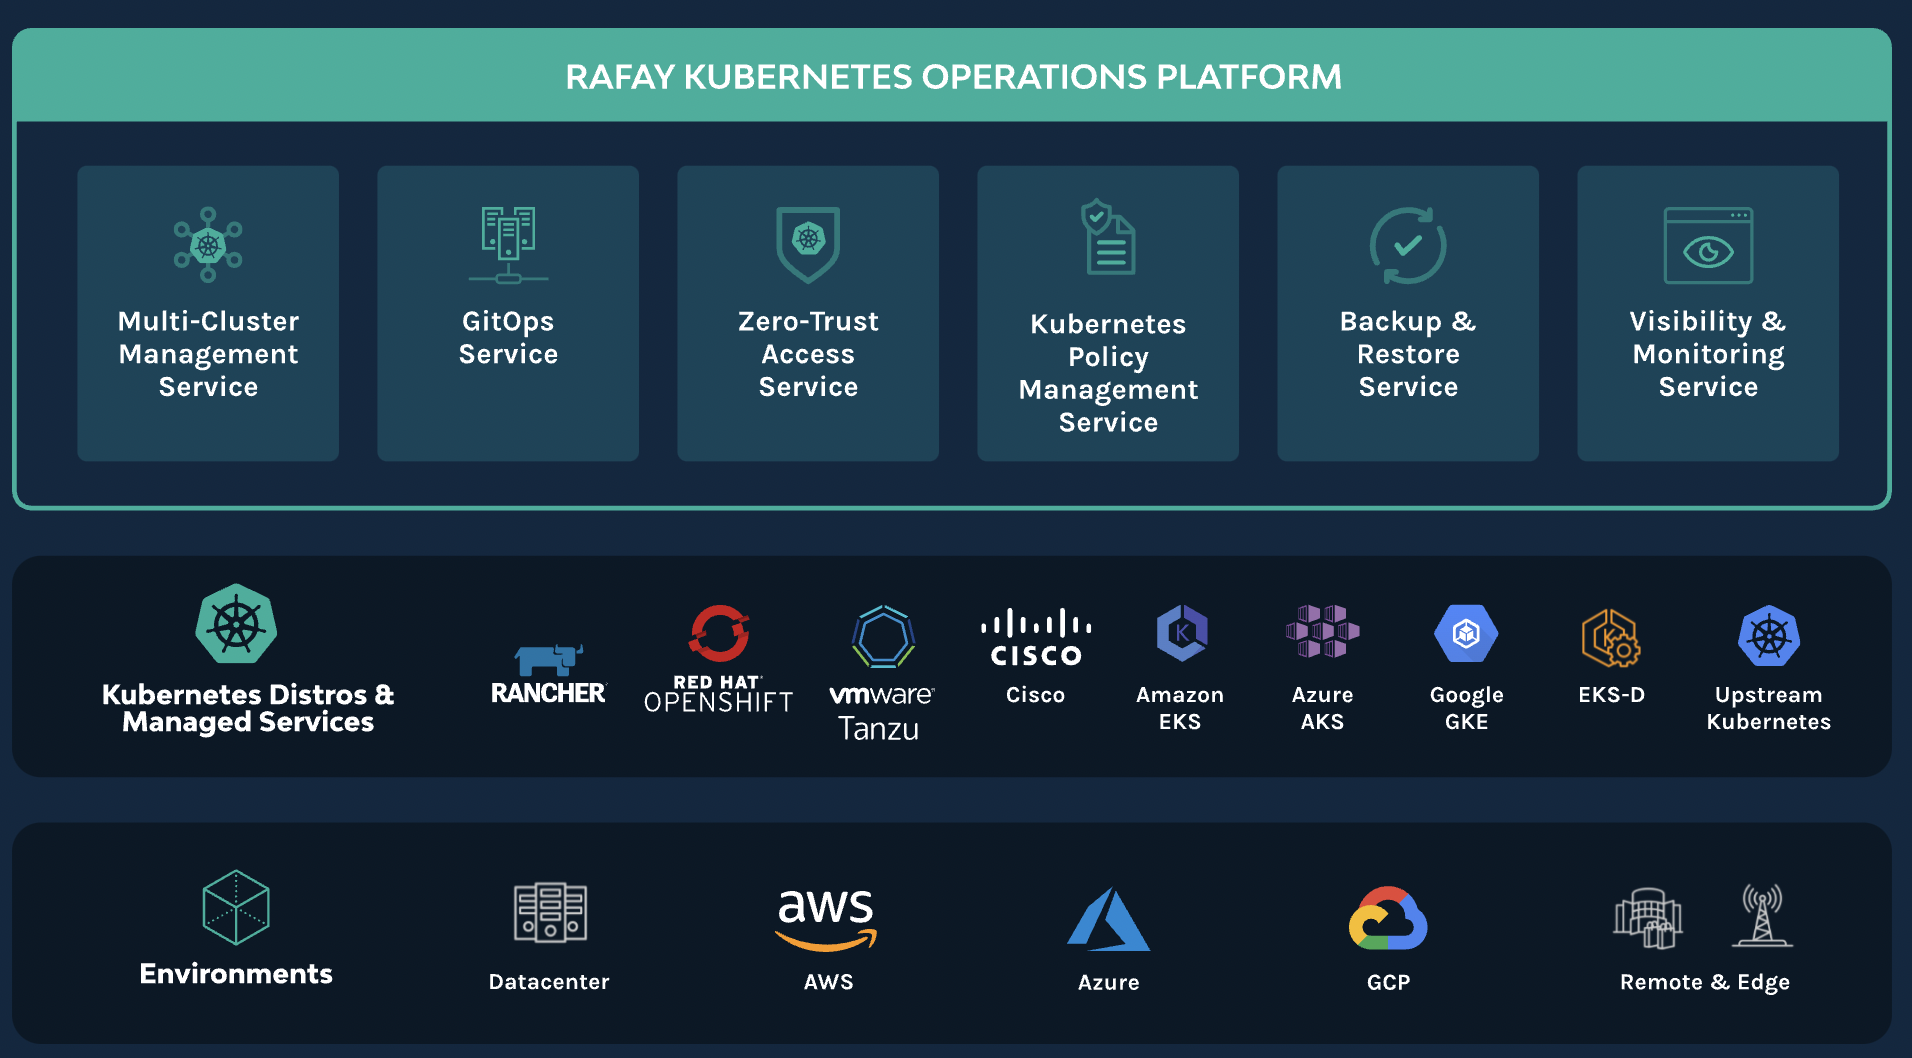 RAFAY KUBERNETES OPERATIONS PLATFORM
Multi-Cluster
Management
Service
GitOps
Service
Zero-Trust
Access
Service
Kubernetes
Policy
Management
Service
Backup &
Restore
Service
Visibility &
Monitoring
Service
Kubernetes Distros &
Managed Services
RANCHER
RED HAT
OPENSHIFT
vmware
Tanzu
CISCO
Cisco
K
Amazon
EKS
Azure
AKS
Google
GKE
K
EKS-D
Upstream
Kubernetes
Environments
Datacenter
aws
AWS
Azure
GCP
Remote & Edge